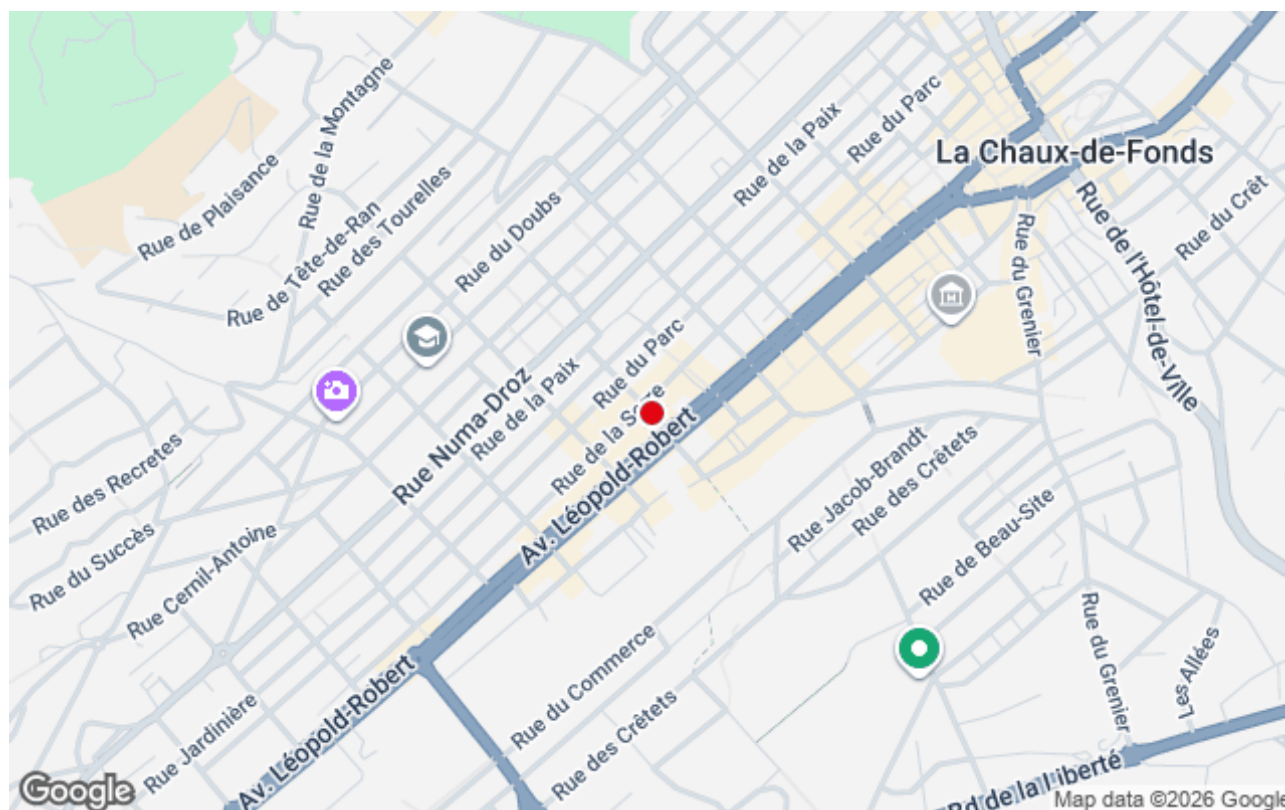 Rue de la Montagne
Rue de Plaisance
Rue de Tête-de-Ran
Rue des Tourelles
Rue du Doubs
Rue de la Paix
Rue du Parc
La Chaux-de-Fonds
Rue du Crêt
Rue de l'Hôtel-de-Ville
Rue du Grenier
Rue du Parc
Rue de la Paix
Rue Numa-Droz
Rue de la
Av. Léopold-Robert
Rue des Recretes
Rue du Succès
Rue Cernil-Antoine
Rue Jacob-Brandt
Rue des Crêtets
Rue de Beau-Site
Rue du Grenier
Les Allées
Rue du Commerce
Rue des Crêtets
Rue Jardinière
Av. Léopold-Robert
Bd de la Liberté
Google
Map data ©2026 Google